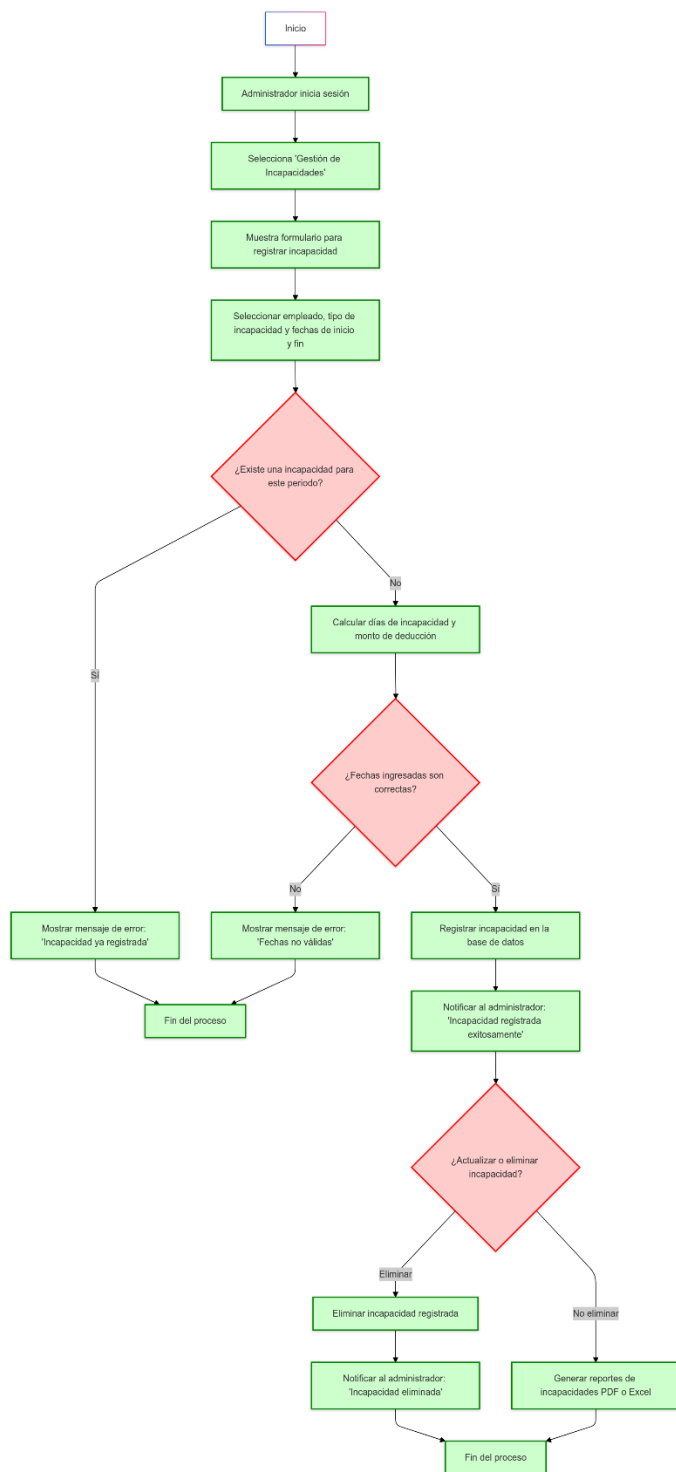 Inicio
Administrador inicia sesión
Selecciona 'Gestión de
Incapacidades'
Muestra formulario para
registrar incapacidad
Seleccionar empleado, tipo de
incapacidad y fechas de inicio
y fin
¿Existe una incapacidad para
este periodo?
No
Calcular días de incapacidad y
monto de deducción
Sí
¿Fechas ingresadas son
correctas?
No
Sí
Mostrar mensaje de error:
'Incapacidad ya registrada'
Mostrar mensaje de error:
'Fechas no válidas'
Registrar incapacidad en la
base de datos
Fin del proceso
Notificar al administrador:
'Incapacidad registrada
exitosamente'
¿Actualizar o eliminar
incapacidad?
Eliminar
Eliminar incapacidad registrada
No eliminar
Notificar al administrador:
'Incapacidad eliminada'
Generar reportes de
incapacidades PDF o Excel
Fin del proceso